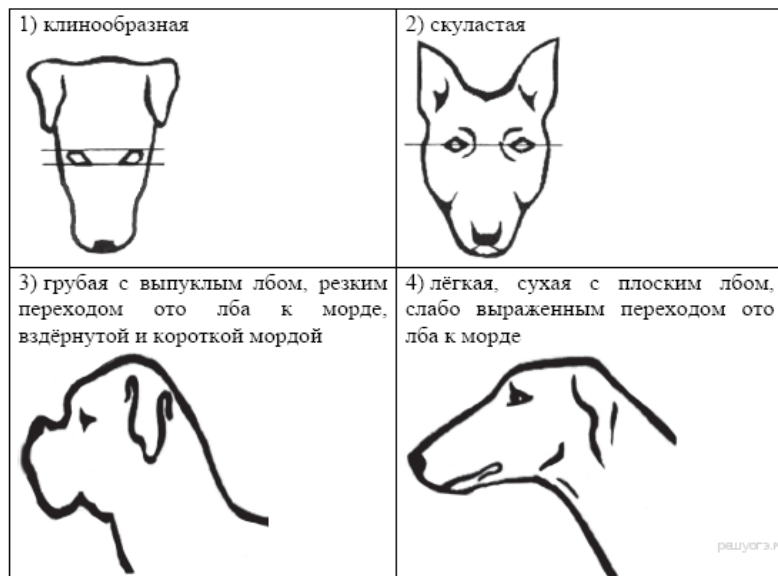 1) клинообразная
2) скуластая
3) грубая с выпуклым лбом, резким
переходом ото лба к морде,
вздёрнутой и короткой мордой
4) лёгкая, сухая с плоским лбом,
слабо выраженным переходом ото
лба к морде